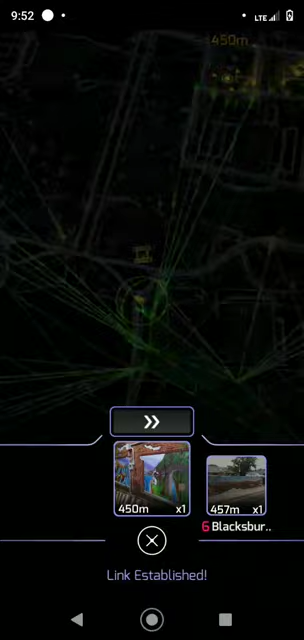 9:52
LTE
450m
450m x1
457m x1
6 Blacksbur..
Link Established!